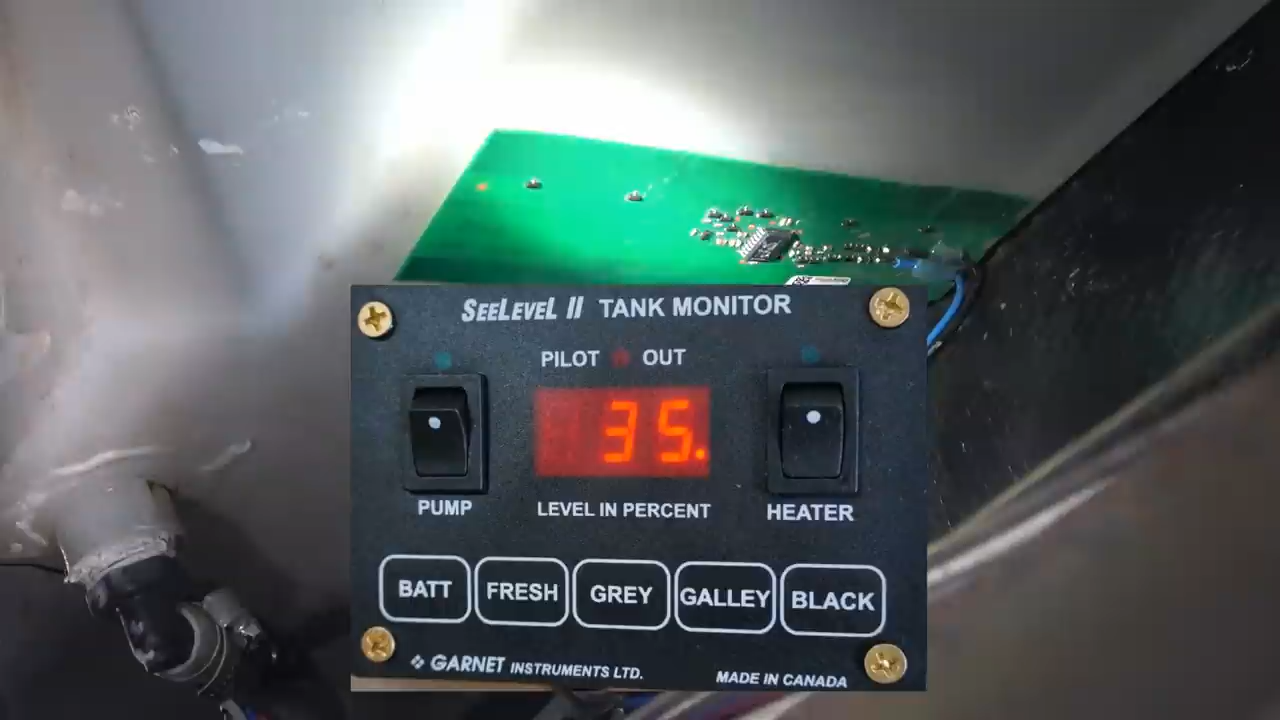 SEELEVEL II TANK MONITOR
PILOT OUT
35.
PUMP
LEVEL IN PERCENT
HEATER
BATT FRESH GREY GALLEY BLACK
GARNET INSTRUMENTS LTD.
MADE IN CANADA